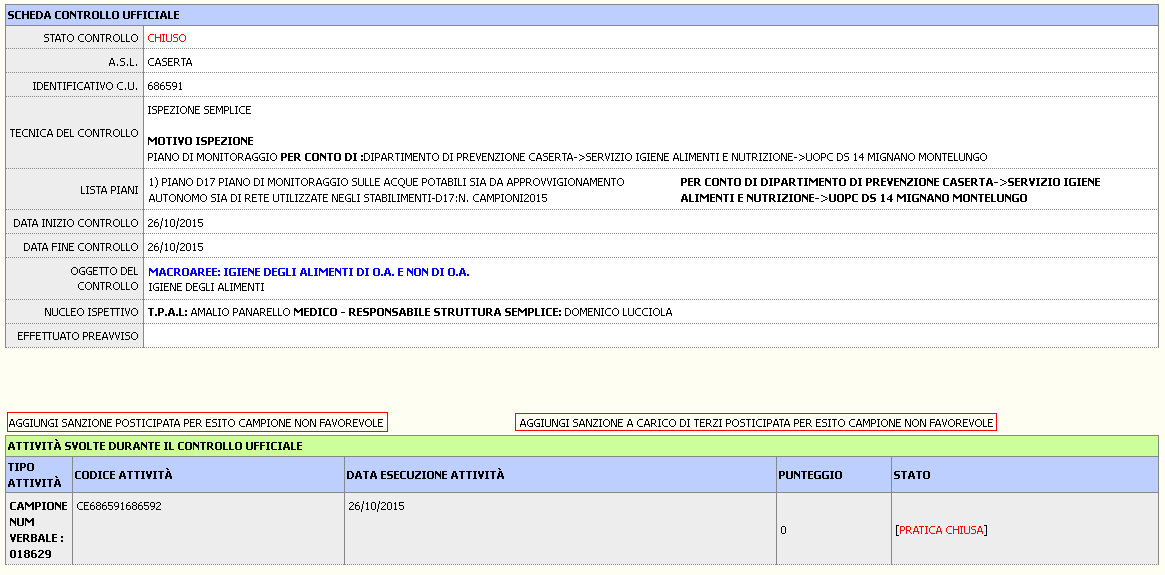 SCHEDA CONTROLLO UFFICIALE
STATO CONTROLLO CHIUSO
A.S.L. CASERTA
IDENTIFICATIVO C.U. 686591
TECNICA DEL CONTROLLO
ISPEZIONE SEMPLICE
MOTIVO ISPEZIONE
PIANO DI MONITORAGGIO PER CONTO DI :DIPARTIMENTO DI PREVENZIONE CASERTA->SERVIZIO IGIENE ALIMENTI E NUTRIZIONE->UOPC DS 14 MIGNANO MONTELUNGO
LISTA PIANI
1) PIANO D17 PIANO DI MONITORAGGIO SULLE ACQUE POTABILI SIA DA APPROVVIGIONAMENTO
AUTONOMO SIA DI RETE UTILIZZATE NEGLI STABILIMENTI-D17:N. CAMPIONI2015
PER CONTO DI DIPARTIMENTO DI PREVENZIONE CASERTA->SERVIZIO IGIENE
ALIMENTI E NUTRIZIONE->UOPC DS 14 MIGNANO MONTELUNGO
DATA INIZIO CONTROLLO 26/10/2015
DATA FINE CONTROLLO 26/10/2015
OGGETTO DEL
CONTROLLO
MACROAREE: IGIENE DEGLI ALIMENTI DI O.A. E NON DI O.A.
IGIENE DEGLI ALIMENTI
NUCLEO ISPETTIVO T.P.A.L: AMALIO PANARELLO MEDICO - RESPONSABILE STRUTTURA SEMPLICE: DOMENICO LUCCIOLA
EFFETTUATO PREAVVISO
AGGIUNGI SANZIONE POSTICIPATA PER ESITO CAMPIONE NON FAVOREVOLE
AGGIUNGI SANZIONE A CARICO DI TERZI POSTICIPATA PER ESITO CAMPIONE NON FAVOREVOLE
ATTIVITÀ SVOLTE DURANTE IL CONTROLLO UFFICIALE
TIPO
ATTIVITÀ
CODICE ATTIVITÀ
DATA ESECUZIONE ATTIVITÀ
PUNTEGGIO
STATO
CAMPIONE
NUM
VERBALE :
018629
CE686591686592
26/10/2015
0
[PRATICA CHIUSA]